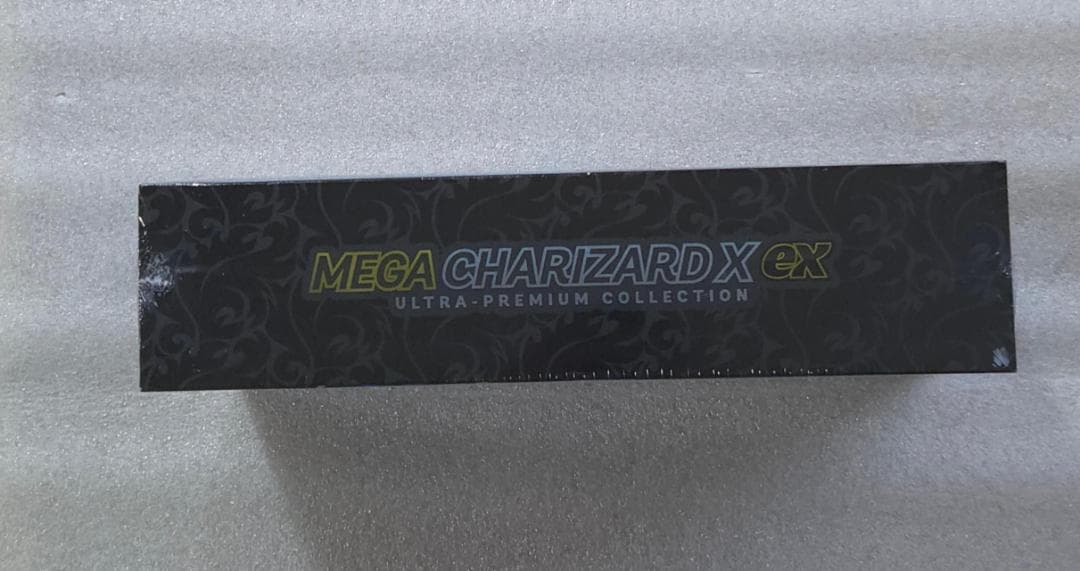 MEGA CHARIZARD X ex
ULTRA-PREMIUM COLLECTION